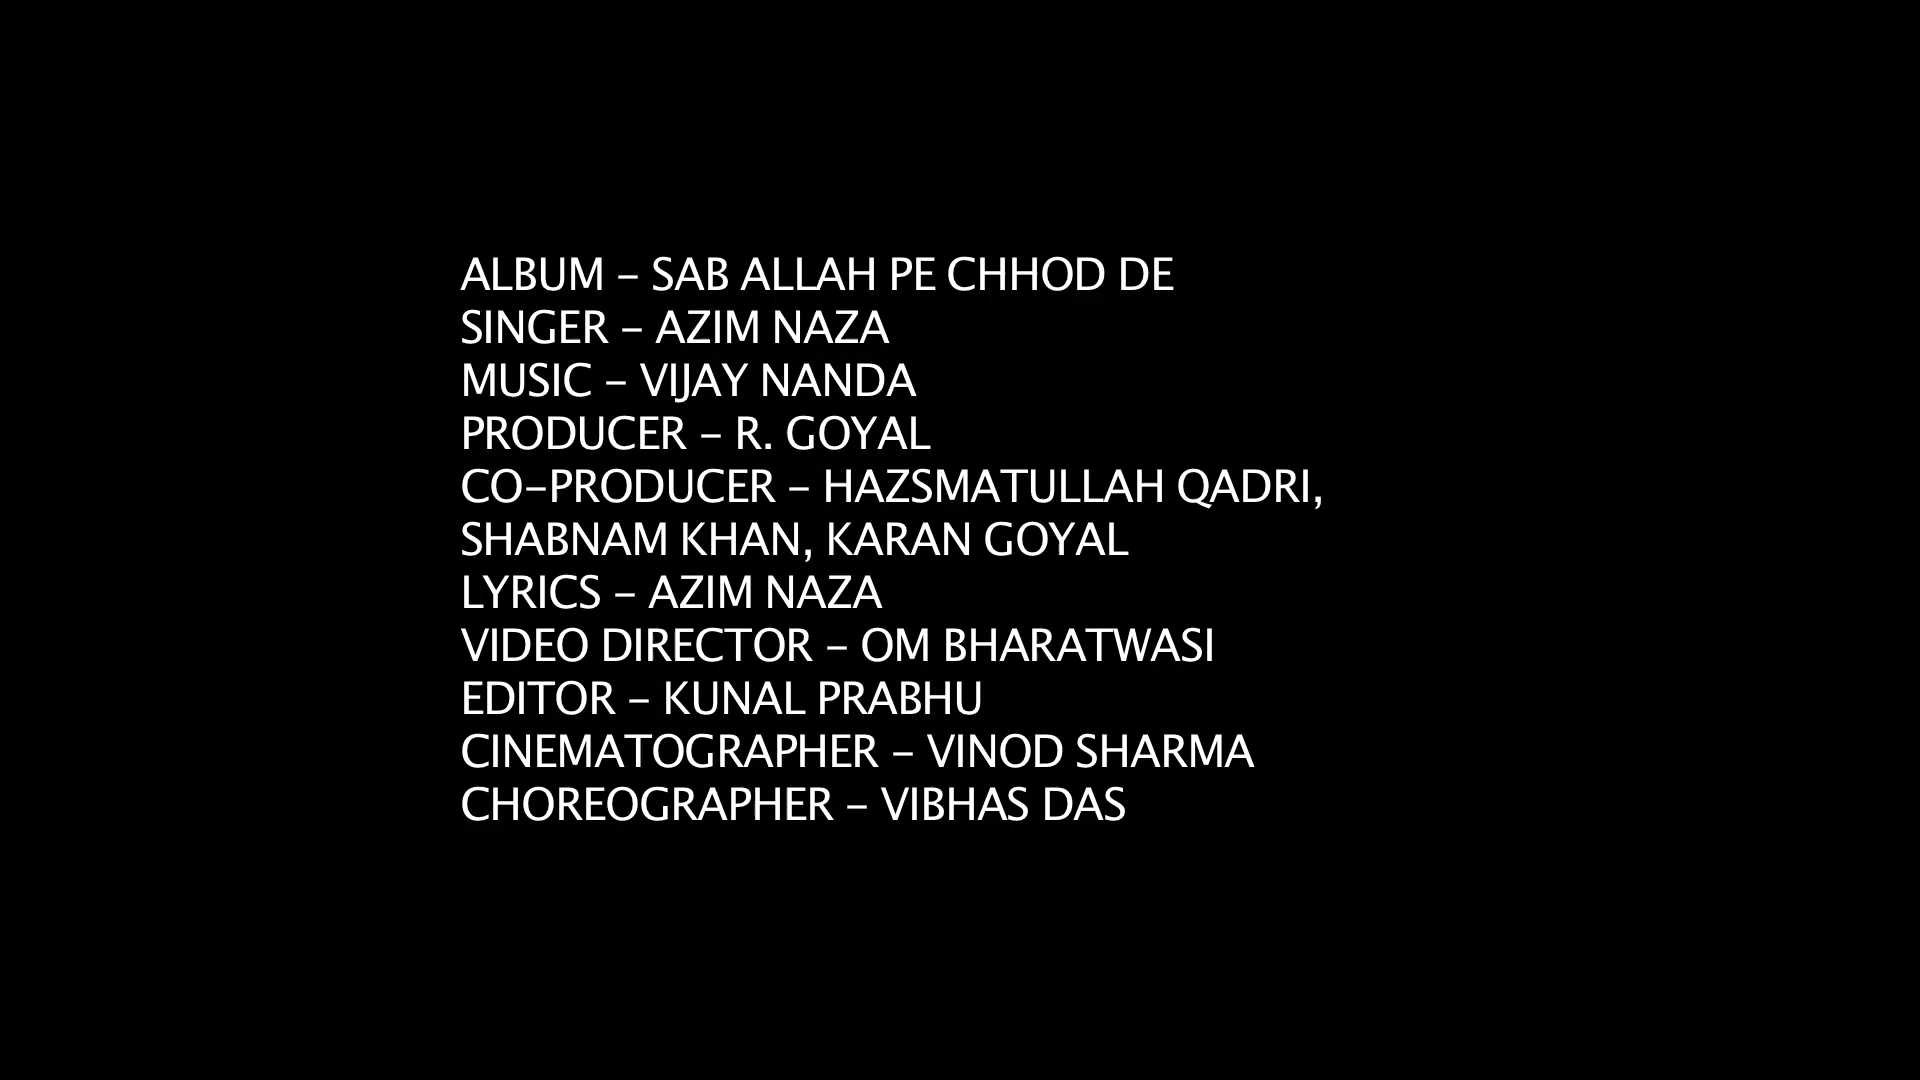 ALBUM – SAB ALLAH PE CHHOD DE
SINGER – AZIM NAZA
MUSIC – VIJAY NANDA
PRODUCER – R. GOYAL
CO–PRODUCER – HAZSMATULLAH QADRI,
SHABNAM KHAN, KARAN GOYAL
LYRICS – AZIM NAZA
VIDEO DIRECTOR – OM BHARATWASI
EDITOR – KUNAL PRABHU
CINEMATOGRAPHER – VINOD SHARMA
CHOREOGRAPHER – VIBHAS DAS